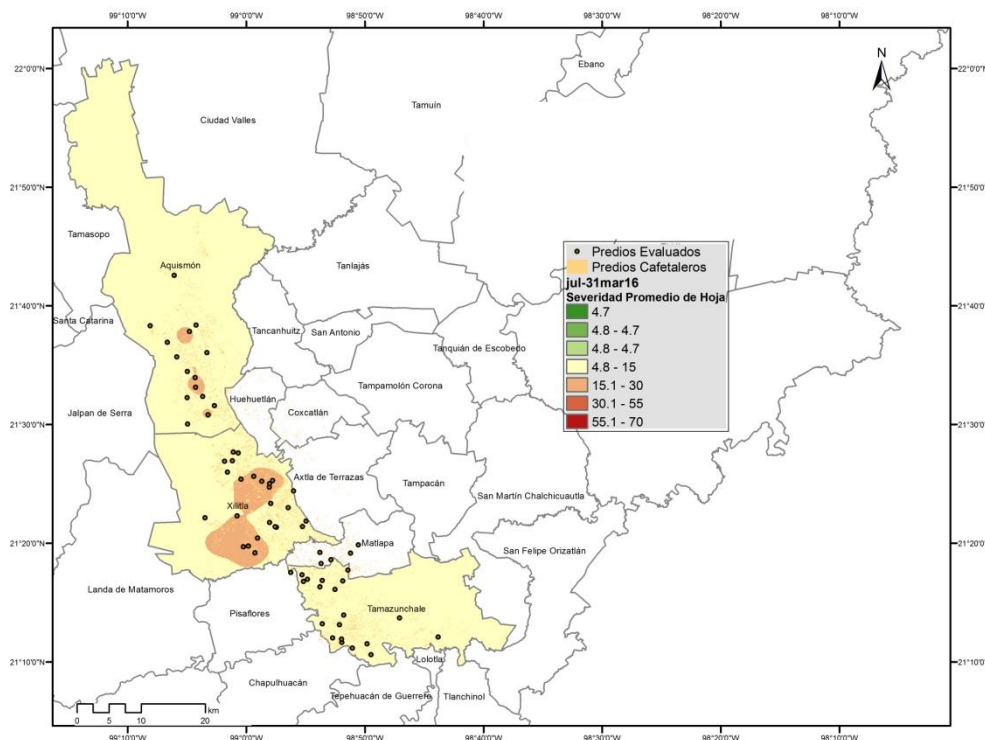 99°10'0"W 99°0'0"W 98°50'0"W 98°40'0"W 98°30'0"W 98°20'0"W 98°10'0"W
N
Ebano
22°0'0"N 22°0'0"N
Tamuín
Ciudad Valles
21°50'0"N 21°50'0"N
Tamasopo
Aquismón
Tanlajás
Predios Evaluados
Predios Cafetaleros
jul-31mar16
Severidad Promedio de Hoja
4.7
4.8 - 4.7
4.8 - 4.7
4.8 - 15
15.1 - 30
30.1 - 55
55.1 - 70
21°40'0"N 21°40'0"N
Santa Catarina
Tancanhuitz
San Antonio
Tanquián de Escobedo
Tampamolón Corona
Huehuetlán
Jalpan de Serra
Coxcatlán
21°30'0"N 21°30'0"N
Axtla de Terrazas
Tampacán
San Martín Chalchicuautla
Xilitla
21°20'0"N 21°20'0"N
Matlapa
San Felipe Orizatlán
Landa de Matamoros
Pisaflores
Tamazunchale
21°10'0"N 21°10'0"N
Lolotla
Chapulhuacán
Tepehuacán de Guerrero
Tlanchinol
km
0 5 10 20
99°10'0"W 99°0'0"W 98°50'0"W 98°40'0"W 98°30'0"W 98°20'0"W 98°10'0"W